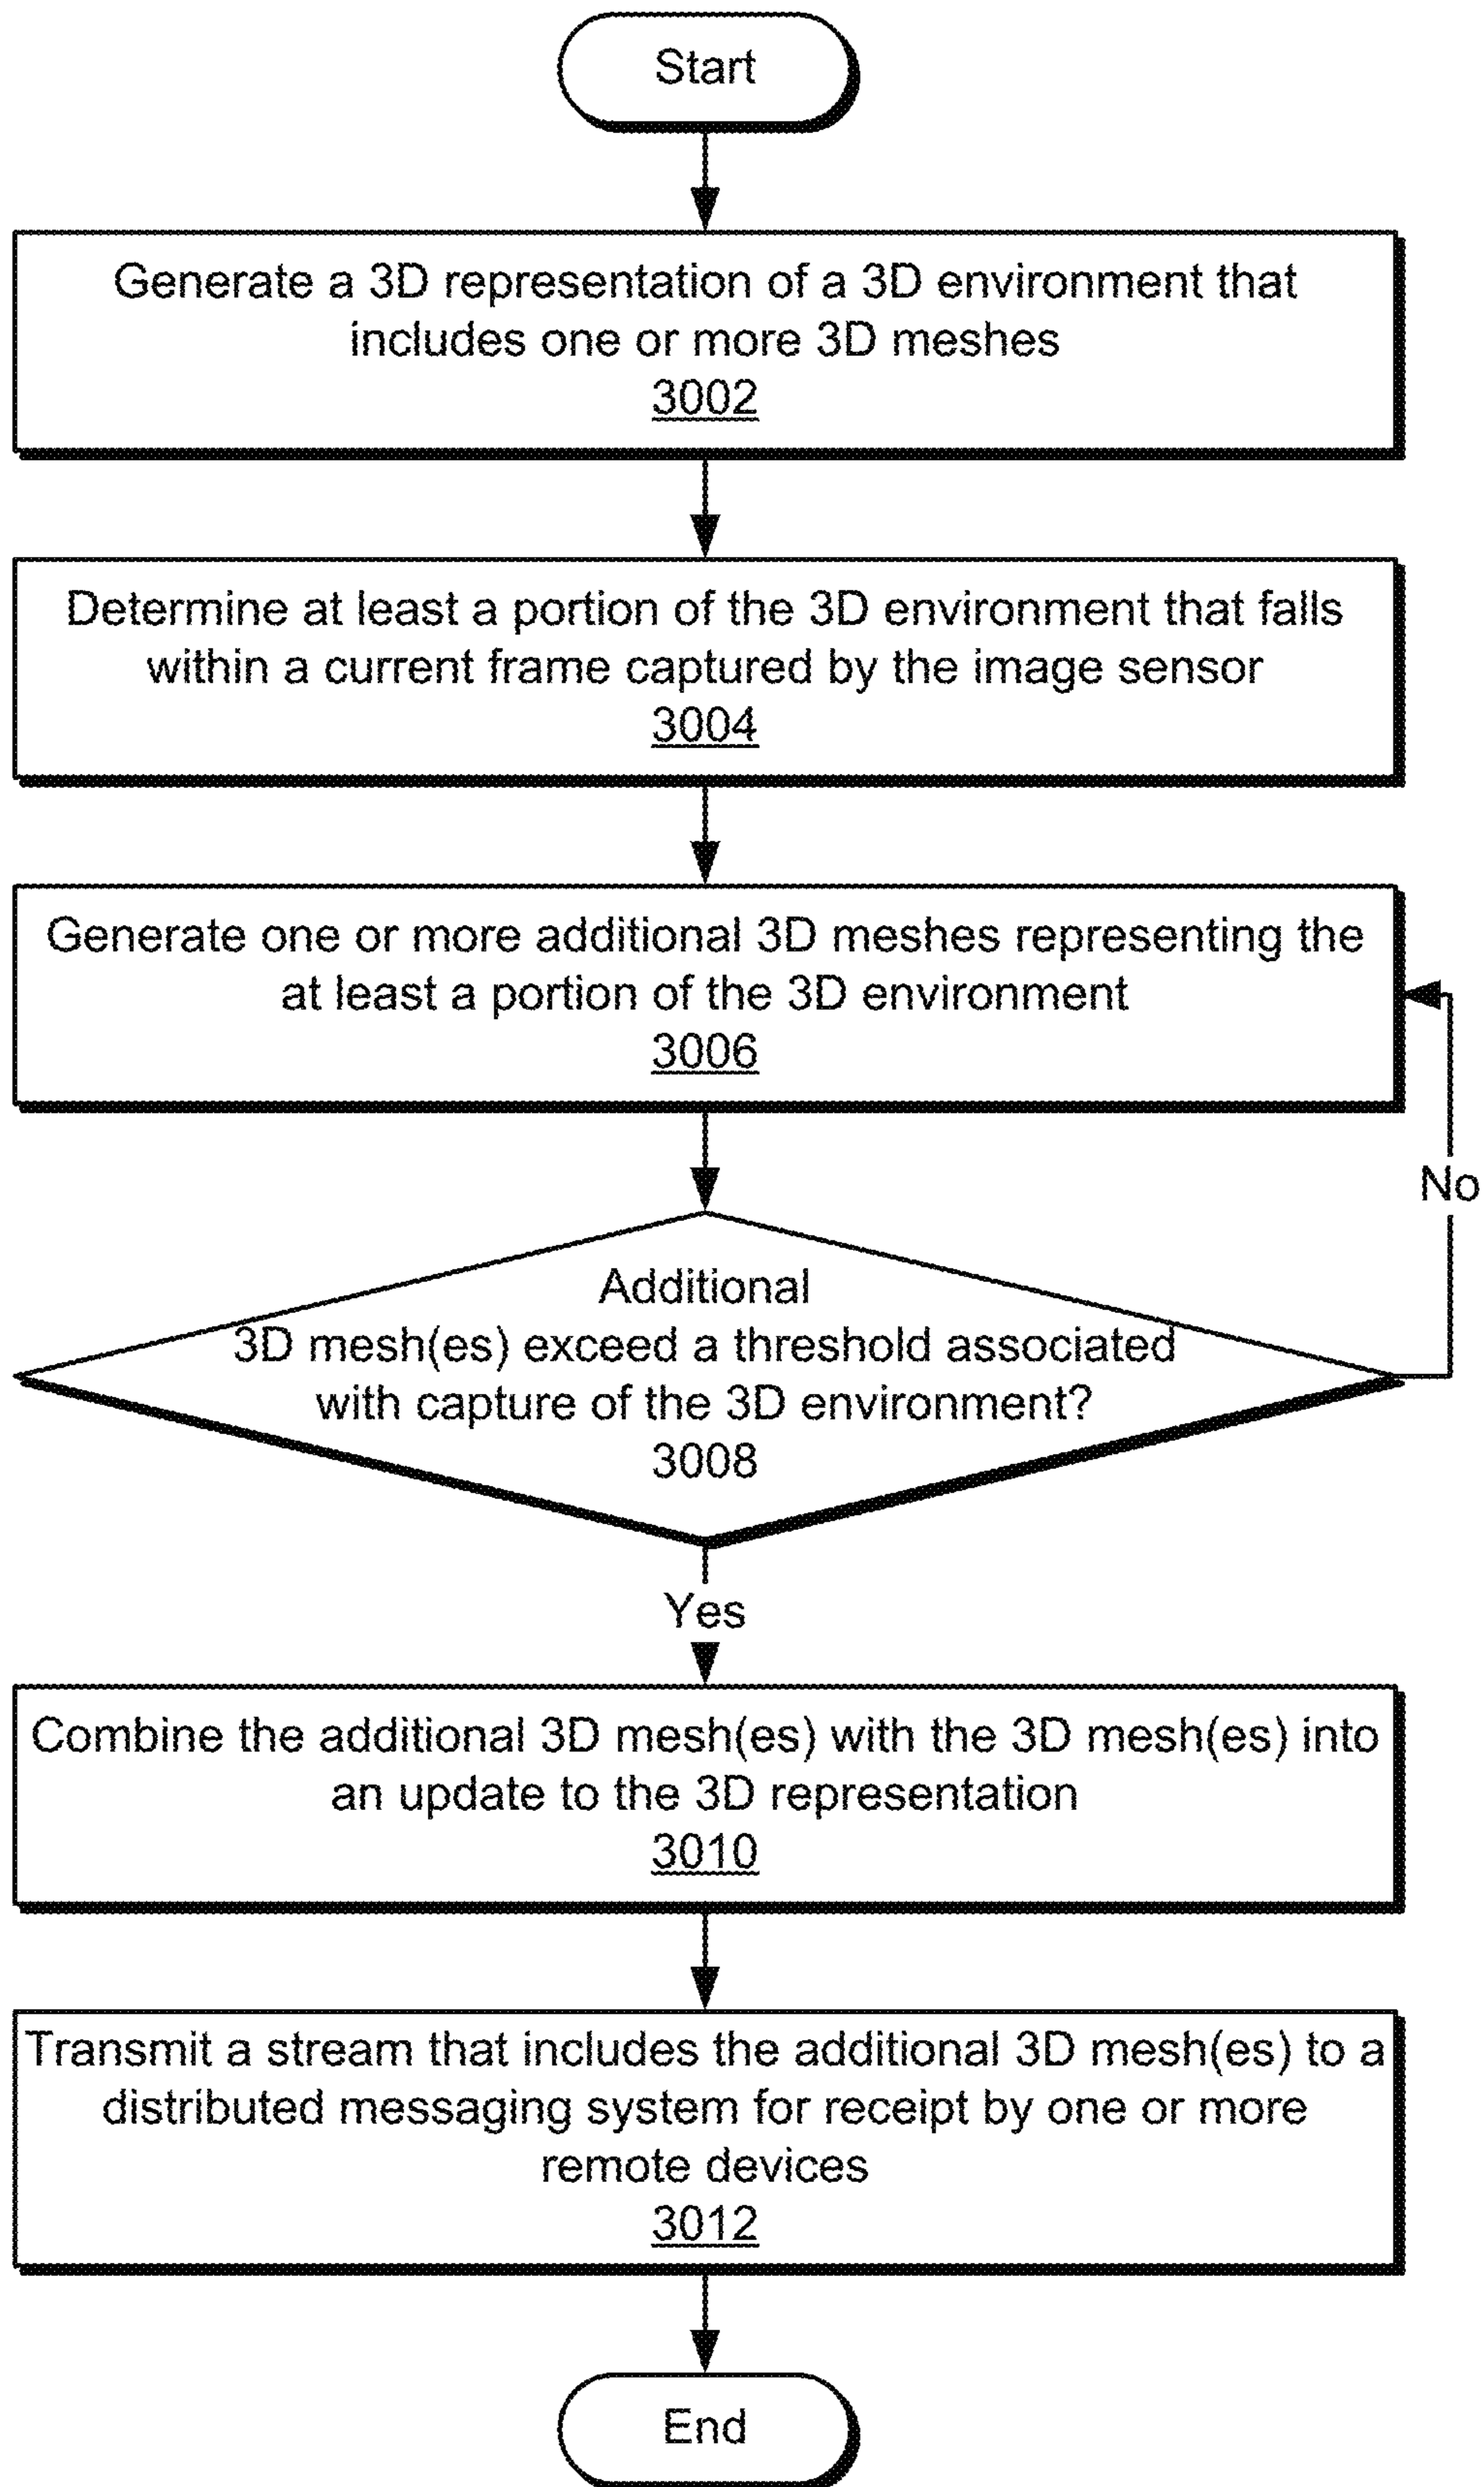 Start
Generate a 3D representation of a 3D environment that
includes one or more 3D meshes
3002
Determine at least a portion of the 3D environment that falls
within a current frame captured by the image sensor
3004
Generate one or more additional 3D meshes representing the
at least a portion of the 3D environment
3006
No
Additional
3D mesh(es) exceed a threshold associated
with capture of the 3D environment?
3008
Yes
Combine the additional 3D mesh(es) with the 3D mesh(es) into
an update to the 3D representation
3010
Transmit a stream that includes the additional 3D mesh(es) to a
distributed messaging system for receipt by one or more
remote devices
3012
End